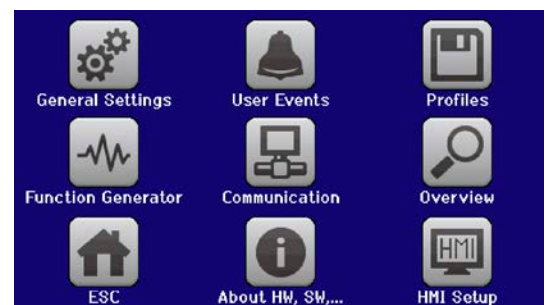 General Settings
User Events
Profiles
Function Generator
Communication
Overview
HMI
ESC
About HW, SW,...
HMI Setup